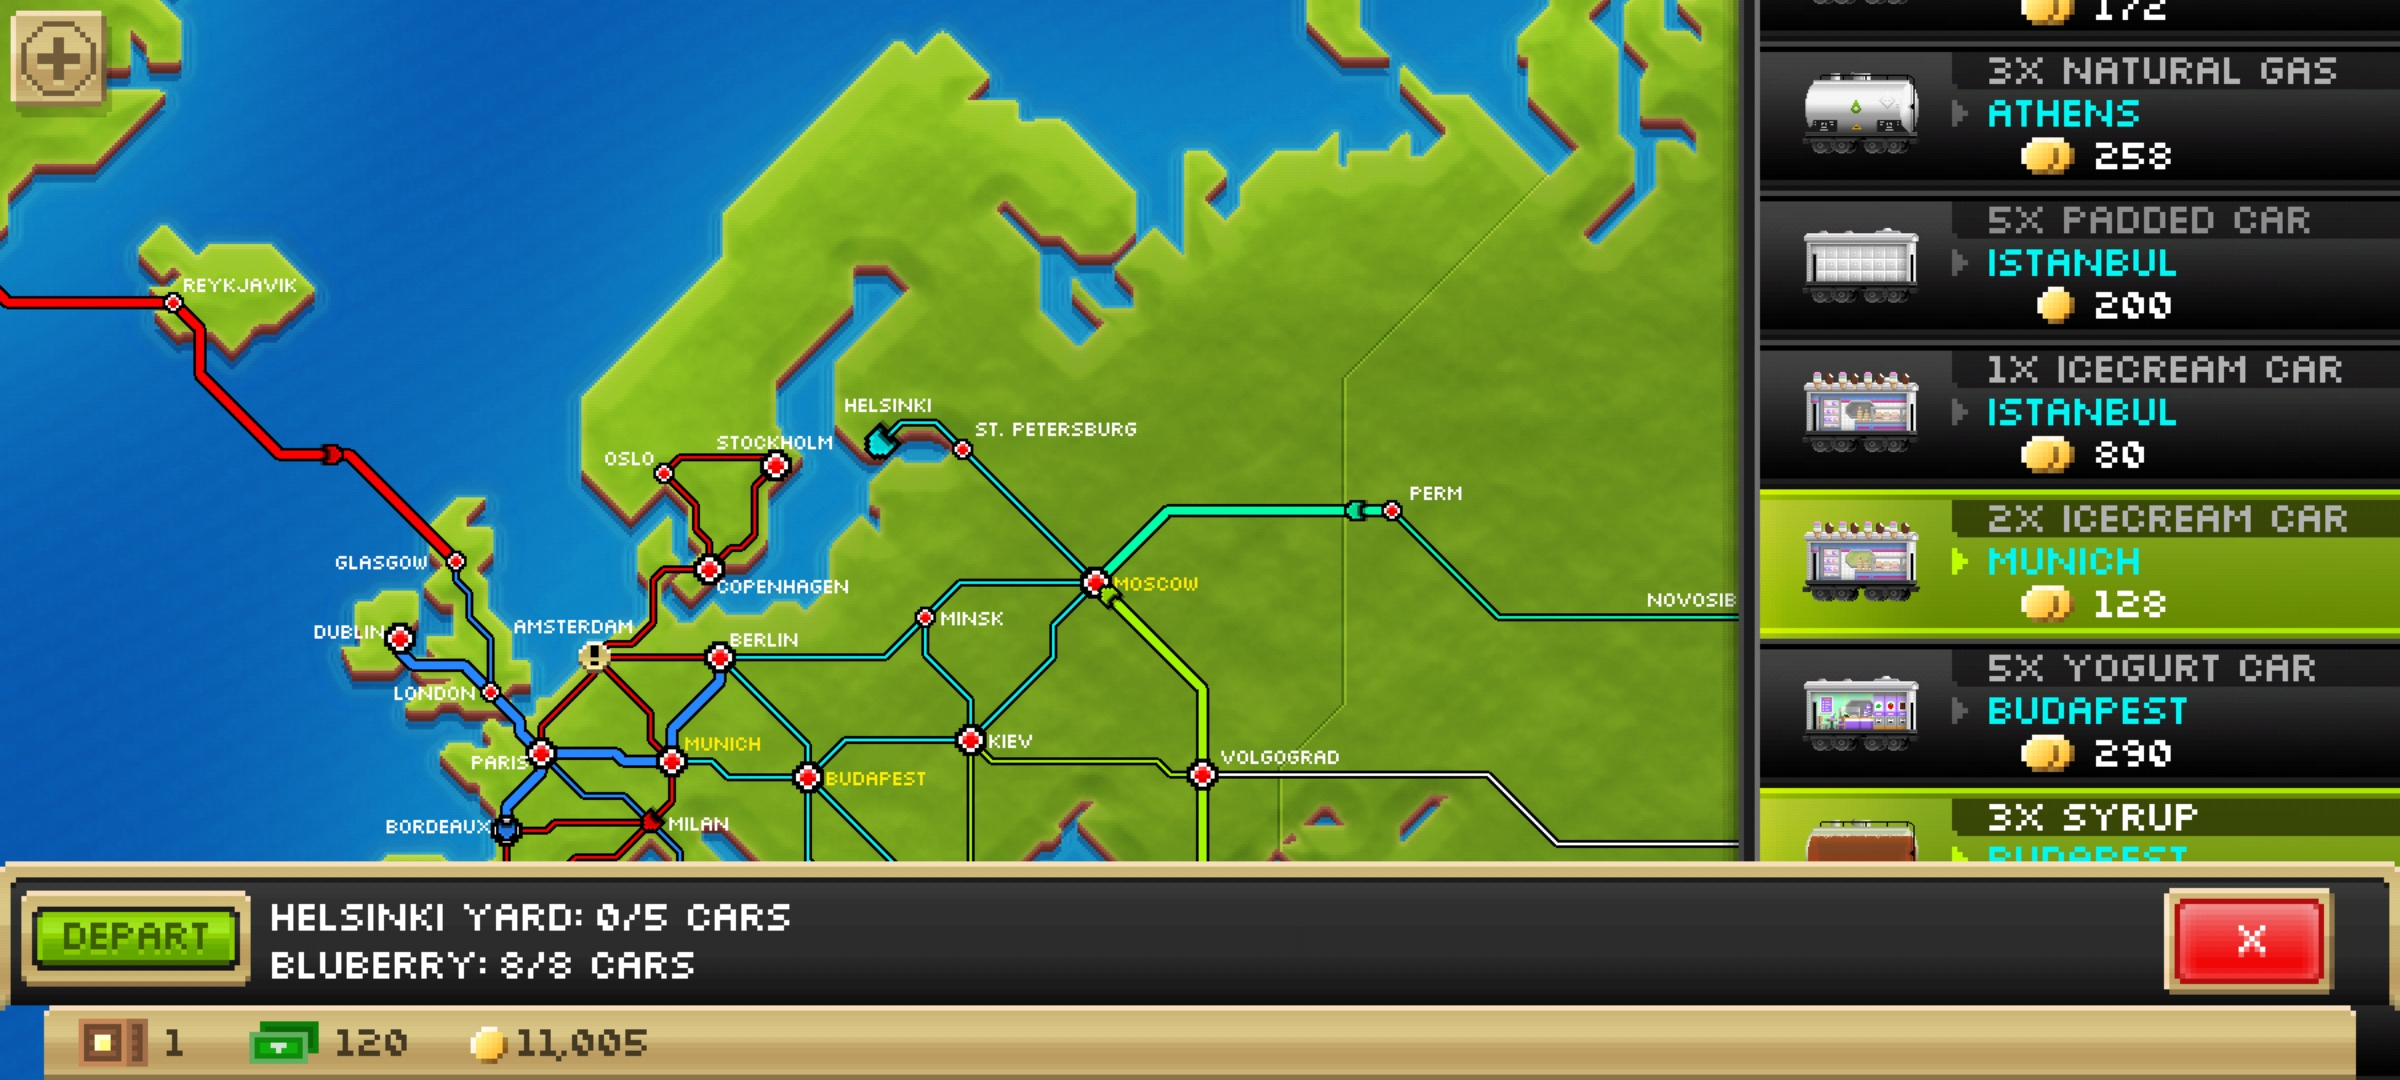 REYKJAVIK
HELSINKI
ST. PETERSBURG
STOCKHOLM
OSLO
PERM
GLASGOW
COPENHAGEN
MOSCOW
NOVOSIB
MINSK
AMSTERDAM
DUBLIN
BERLIN
LONDON
MUNICH
KIEV
PARIS
BUDAPEST
VOLGOGRAD
BORDEAUX
MILAN
172
3X NATURAL GAS
ATHENS
258
5X PADDED CAR
ISTANBUL
200
1X ICECREAM CAR
ISTANBUL
80
2X ICECREAM CAR
MUNICH
128
5X YOGURT CAR
BUDAPEST
290
3X SYRUP
BUDAPEST
DEPART
HELSINKI YARD: 0/5 CARS
BLUBERRY: 8/8 CARS
X
1
120
11,005